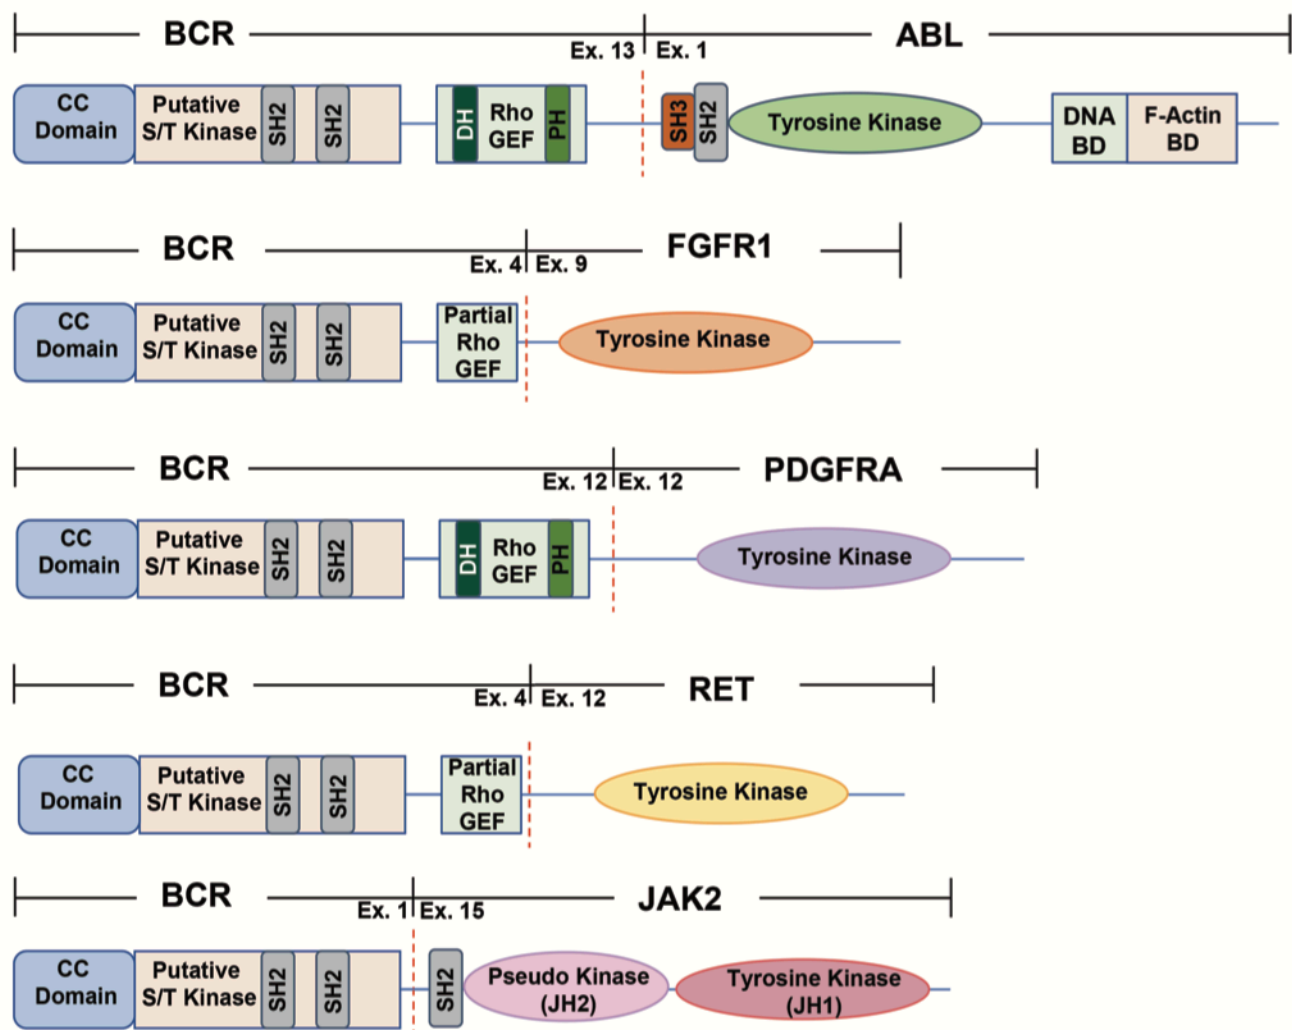 BCR ABL
Ex. 13 Ex. 1
CC Domain
Putative S/T Kinase
SH2
SH2
DH
Rho GEF
PH
SH3
SH2
Tyrosine Kinase
DNA BD
F-Actin BD
BCR FGFR1
Ex. 4 Ex. 9
CC Domain
Putative S/T Kinase
SH2
SH2
Partial Rho GEF
Tyrosine Kinase
BCR PDGFRA
Ex. 12 Ex. 12
CC Domain
Putative S/T Kinase
SH2
SH2
DH
Rho GEF
PH
Tyrosine Kinase
BCR RET
Ex. 4 Ex. 12
CC Domain
Putative S/T Kinase
SH2
SH2
Partial Rho GEF
Tyrosine Kinase
BCR JAK2
Ex. 1 Ex. 15
CC Domain
Putative S/T Kinase
SH2
SH2
SH2
Pseudo Kinase (JH2)
Tyrosine Kinase (JH1)